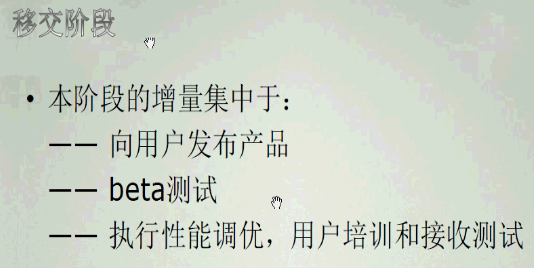 移交阶段
• 本阶段的增量集中于：
—— 向用户发布产品
—— beta测试
—— 执行性能调优，用户培训和接收测试